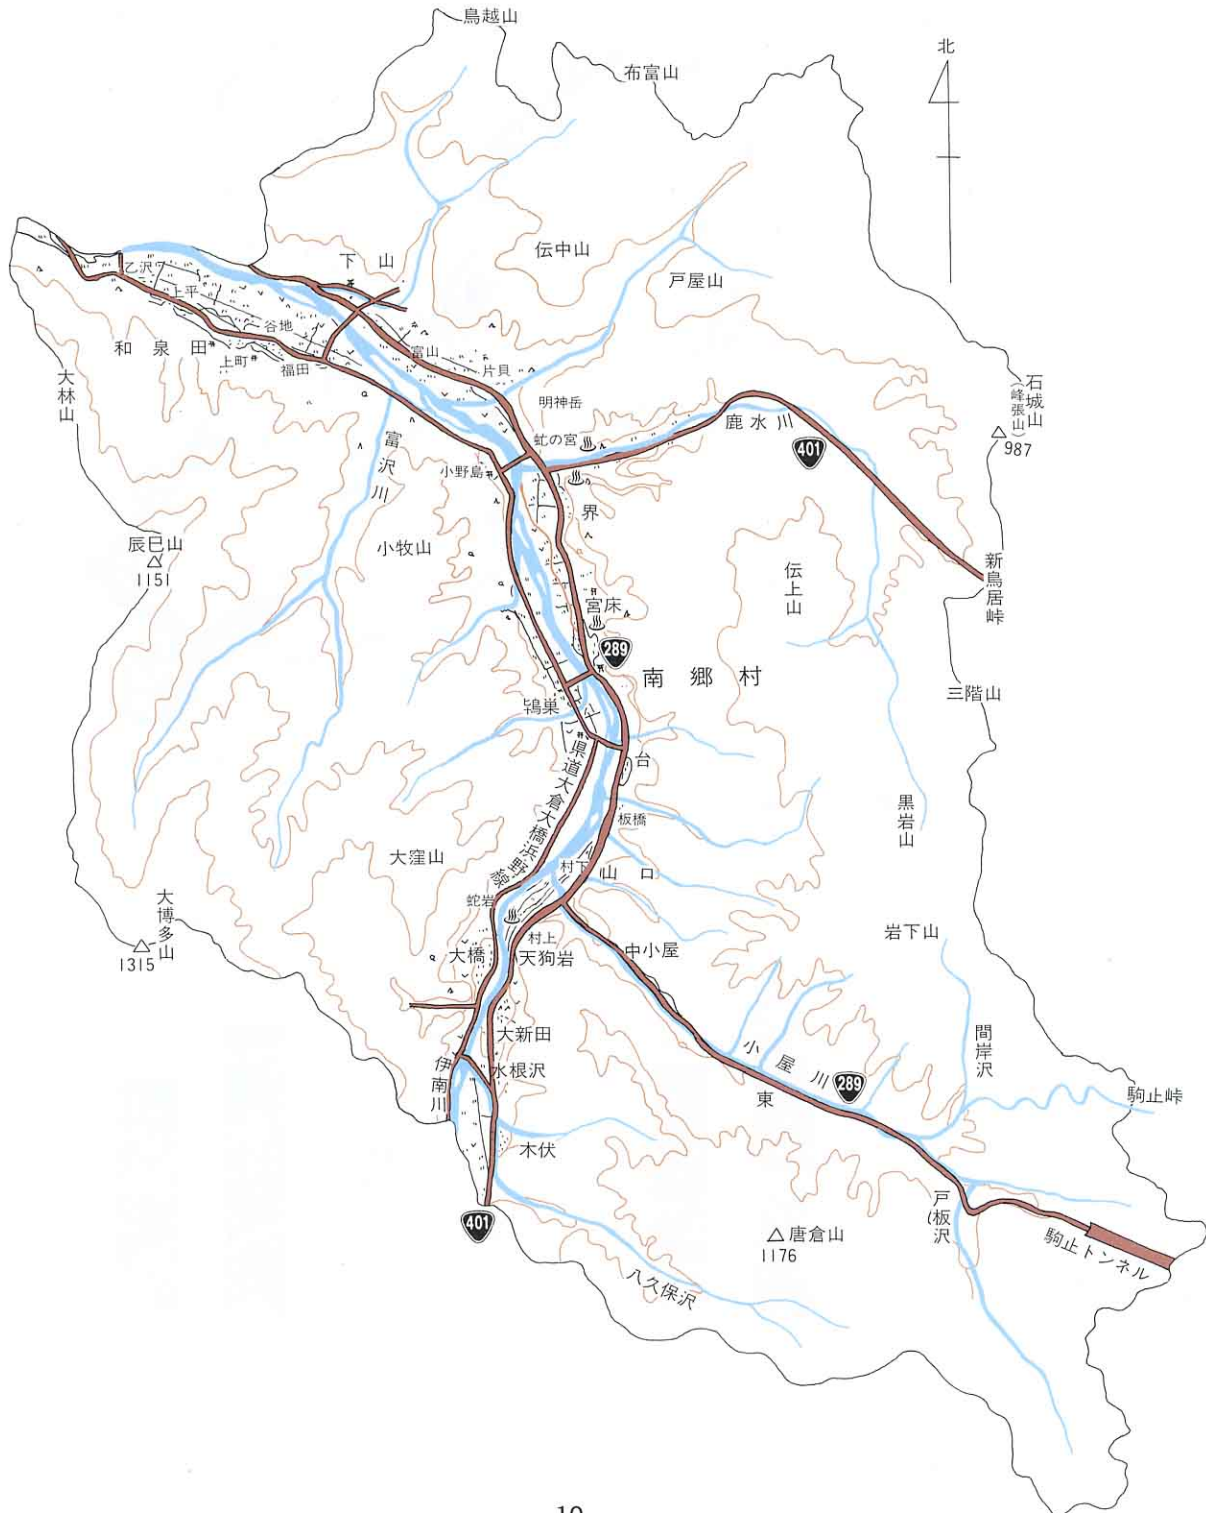 鳥越山
北
布富山
伝中山
下山
戸屋山
乙沢
上平
谷地
和泉田
上町
福田
富山
片貝
大林山
石城山
(峰張山)
987
明神岳
鹿水川
401
虻の宮
小野島
富沢川
界
辰巳山
1151
小牧山
伝上山
新鳥居峠
宮床
289
南郷村
三階山
鴇巣
県道大倉大橋浜野線
台
黒岩山
板橋
大窪山
村下
山口
蛇岩
大博多山
1315
村上
大橋
天狗岩
中小屋
岩下山
大新田
間岸沢
水根沢
伊南川
小屋川
289
東
駒止峠
木伏
戸板沢
401
唐倉山
1176
駒止トンネル
八久保沢
10